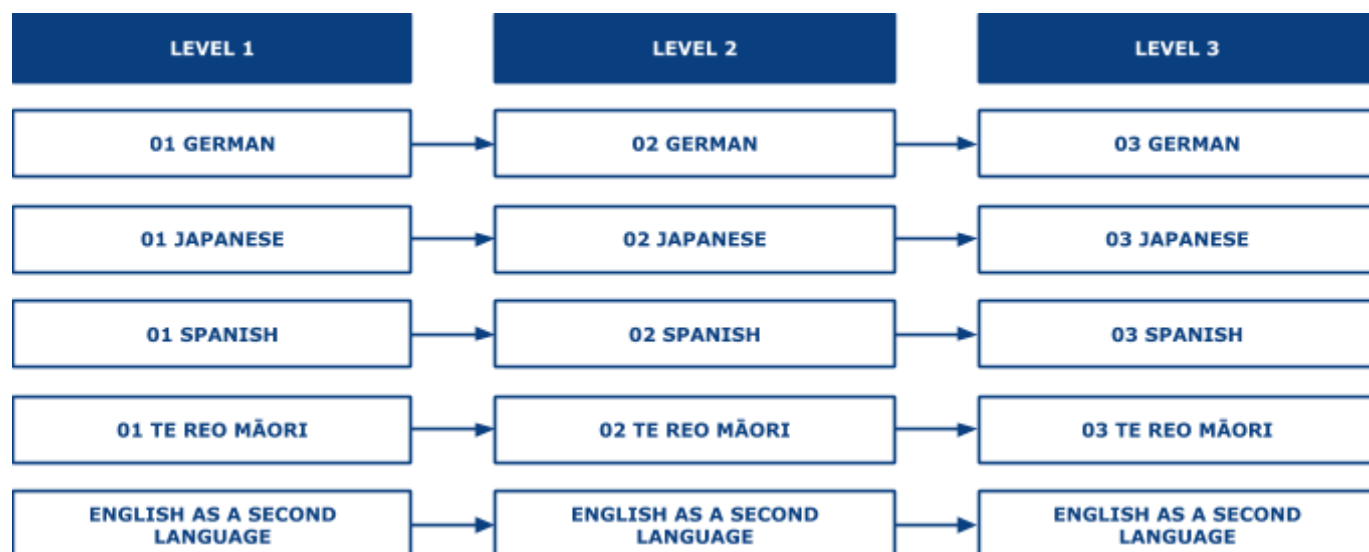 LEVEL 1 LEVEL 2 LEVEL 3
01 GERMAN 02 GERMAN 03 GERMAN
01 JAPANESE 02 JAPANESE 03 JAPANESE
01 SPANISH 02 SPANISH 03 SPANISH
01 TE REO MĀORI 02 TE REO MĀORI 03 TE REO MĀORI
ENGLISH AS A SECOND
LANGUAGE
ENGLISH AS A SECOND
LANGUAGE
ENGLISH AS A SECOND
LANGUAGE